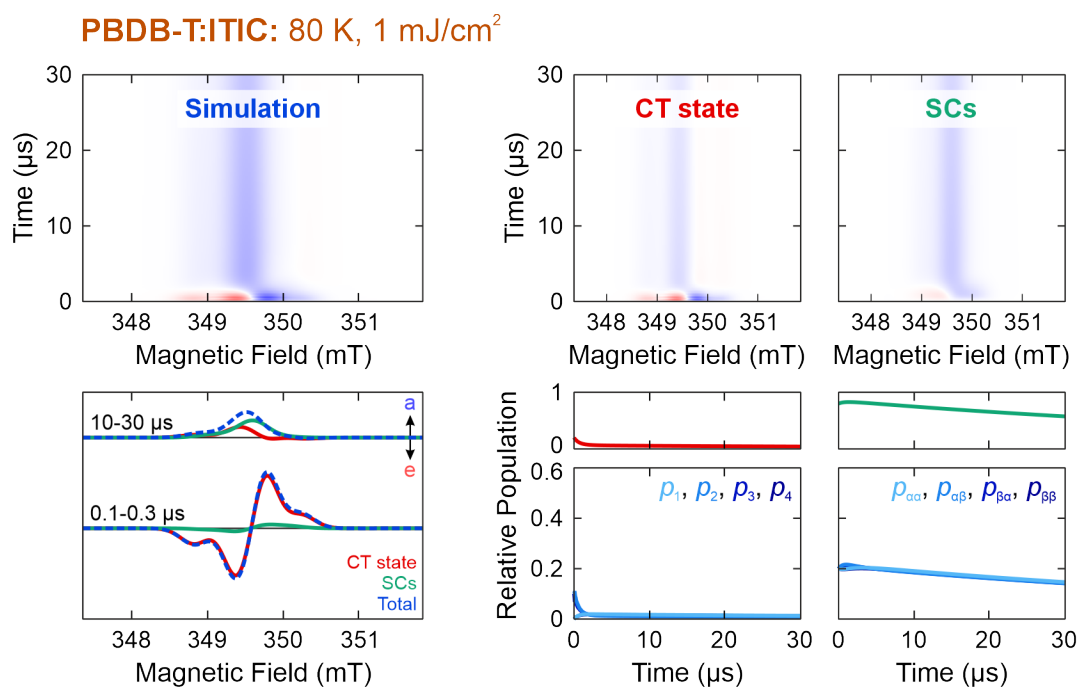 PBDB-T:ITIC: 80 K, 1 mJ/cm²
Simulation
Time (μs)
30
20
10
0
348 349 350 351
Magnetic Field (mT)
CT state
Time (μs)
30
20
10
0
348 349 350 351
Magnetic Field (mT)
SCs
348 349 350 351
Magnetic Field (mT)
10-30 μs
a
e
0.1-0.3 μs
CT state
SCs
Total
348 349 350 351
Magnetic Field (mT)
Relative Population
1
0
0.6
0.4
0.2
0
p₁, p₂, p₃, p₄
0 10 20 30
Time (μs)
pαα, pαβ, pβα, pββ
0 10 20 30
Time (μs)